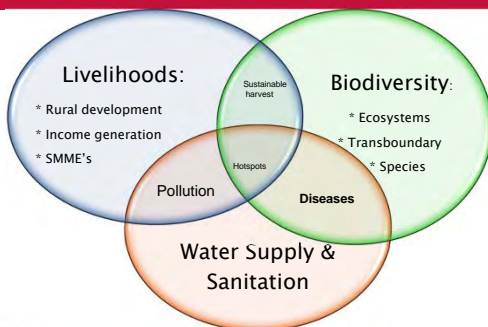 Livelihoods:
* Rural development
* Income generation
* SMME's
Sustainable
harvest
Biodiversity:
* Ecosystems
* Transboundary
* Species
Hotspots
Pollution
Diseases
Water Supply &
Sanitation